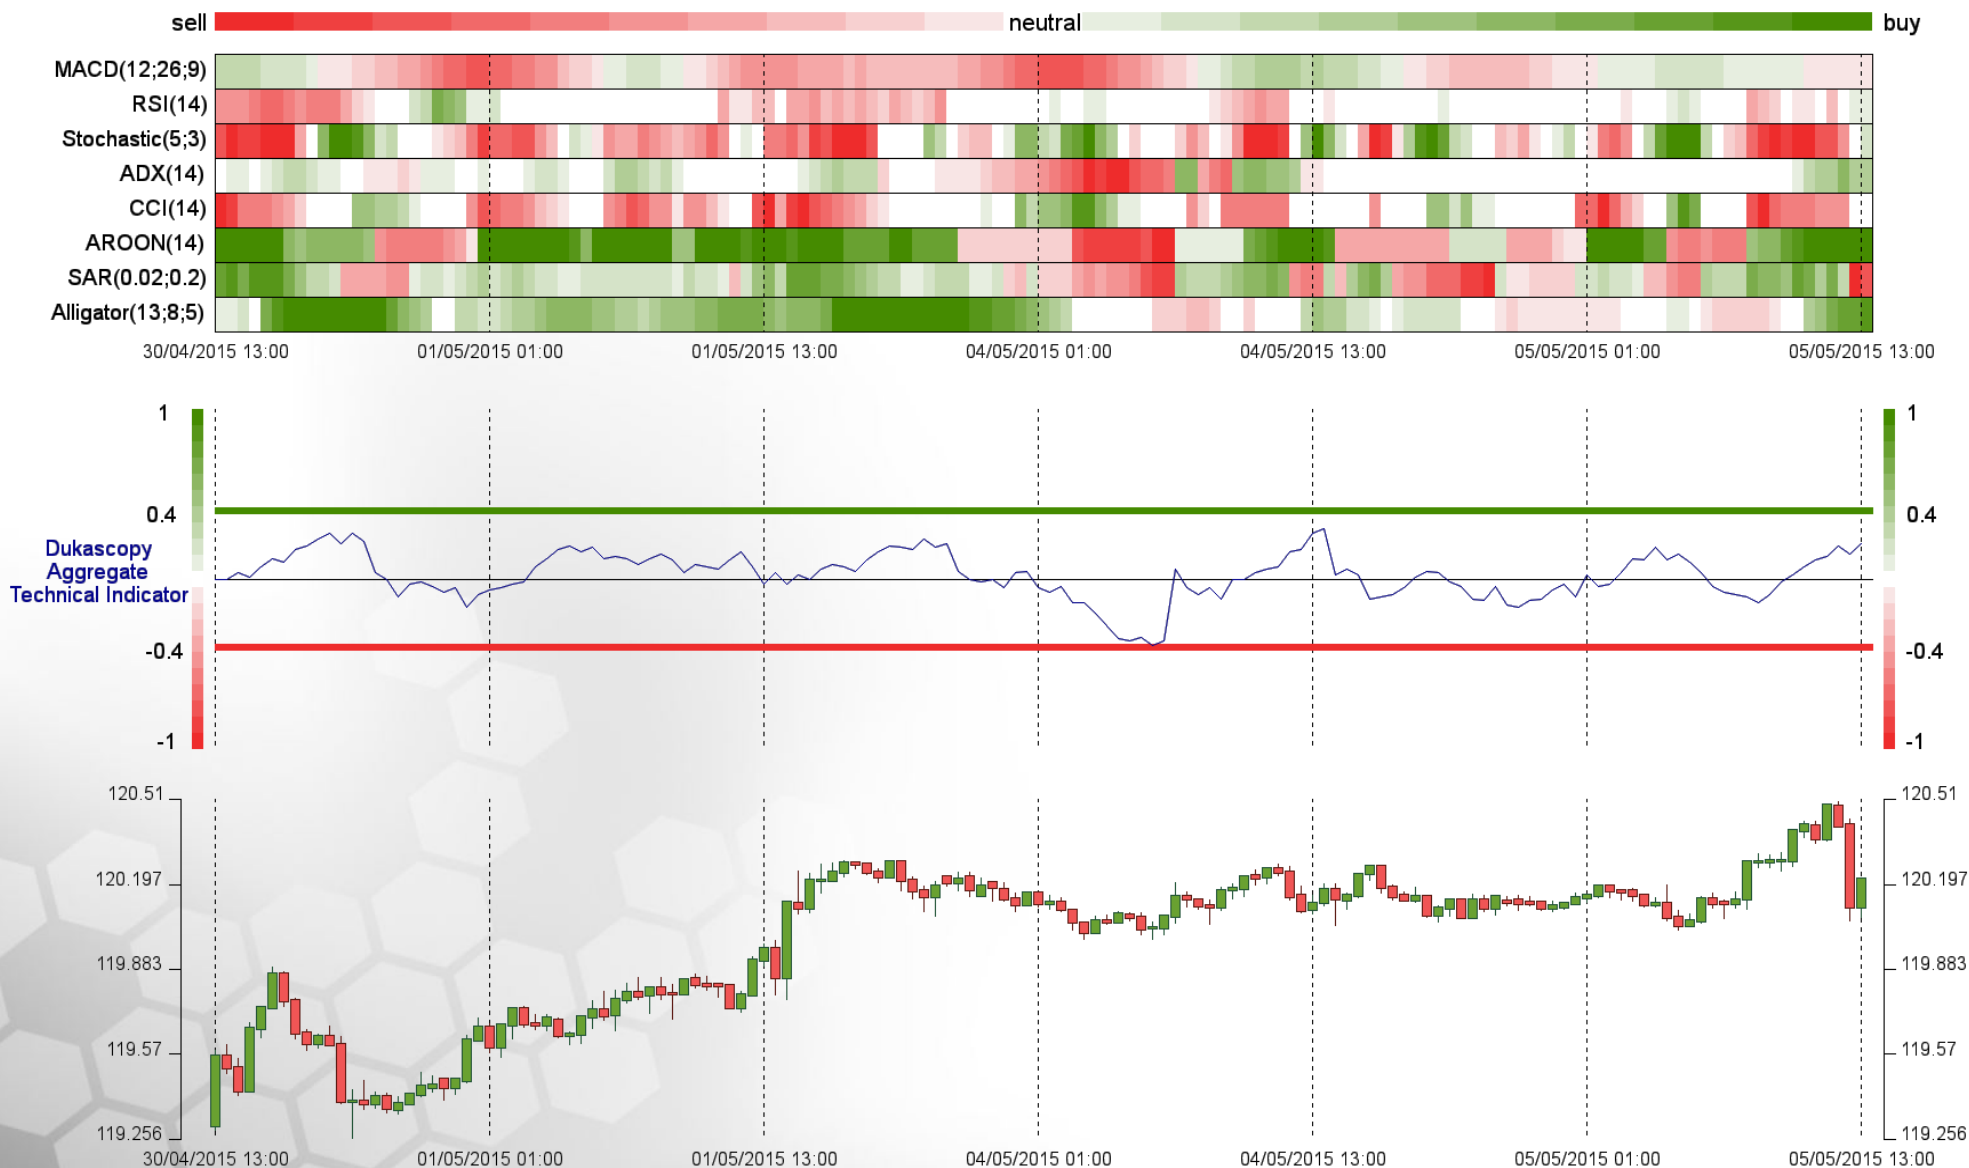 sell neutral buy
MACD(12;26;9)
RSI(14)
Stochastic(5;3)
ADX(14)
CCI(14)
AROON(14)
SAR(0.02;0.2)
Alligator(13;8;5)
30/04/2015 13:00 01/05/2015 01:00 01/05/2015 13:00 04/05/2015 01:00 04/05/2015 13:00 05/05/2015 01:00 05/05/2015 13:00
1 1
0.4 0.4
Dukascopy
Aggregate
Technical Indicator
-0.4 -0.4
-1 -1
120.51 120.51
120.197 120.197
119.883 119.883
119.57 119.57
119.256 119.256
30/04/2015 13:00 01/05/2015 01:00 01/05/2015 13:00 04/05/2015 01:00 04/05/2015 13:00 05/05/2015 01:00 05/05/2015 13:00